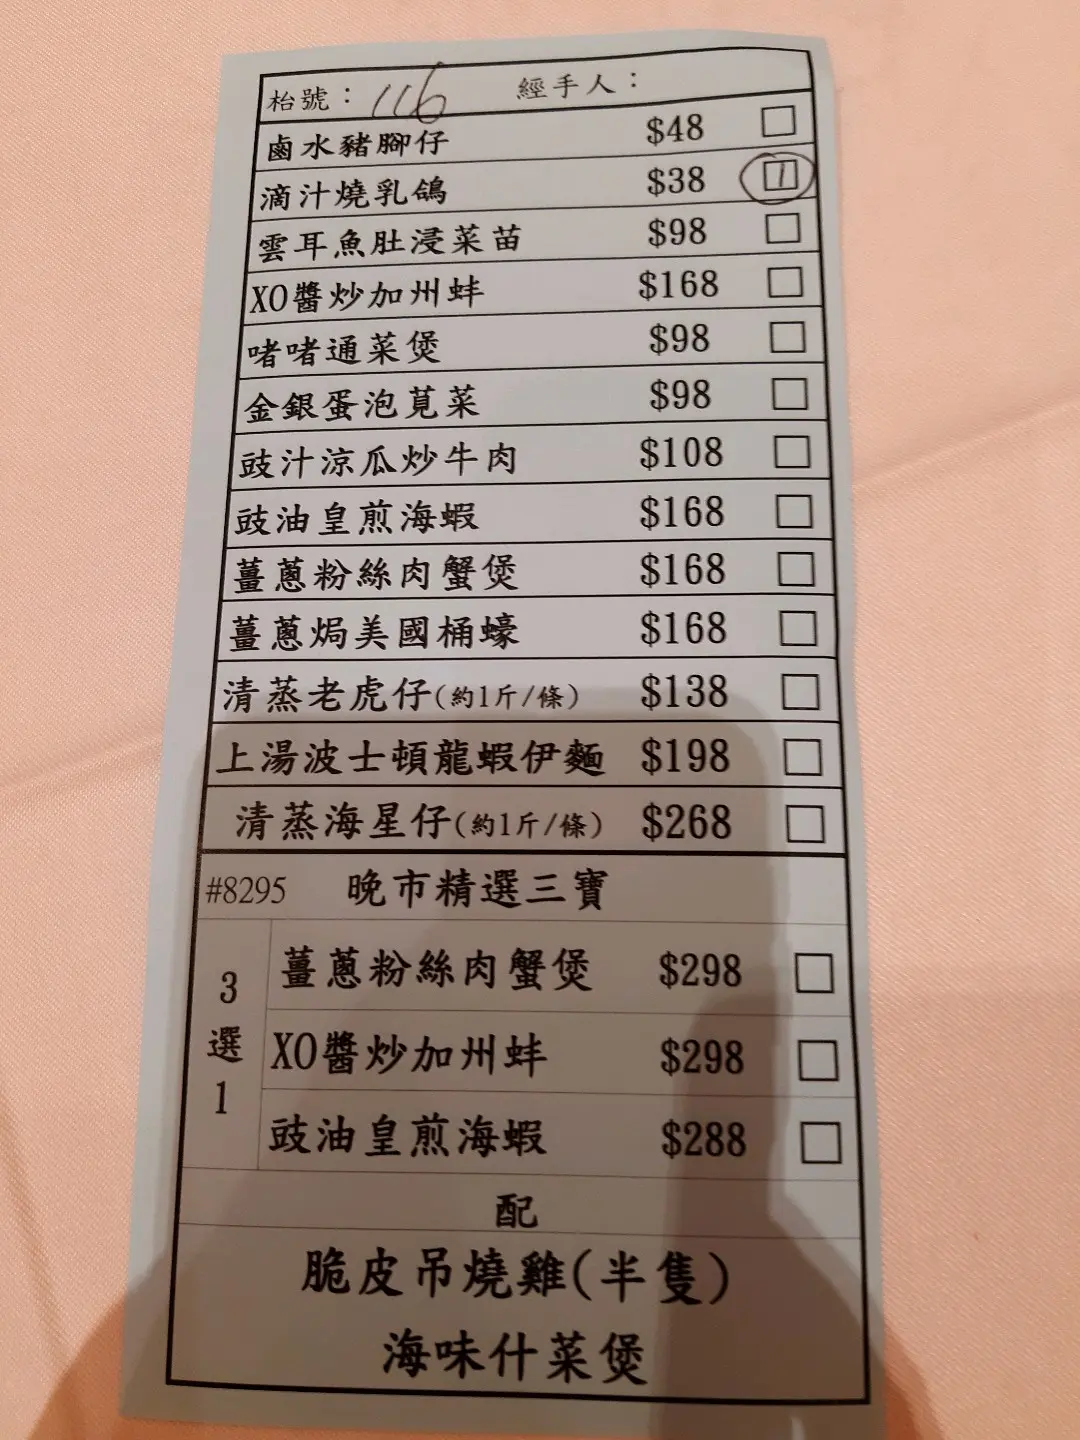 枱號：116 經手人：
鹵水豬腳仔 $48 □
滴汁燒乳鴿 $38 1
雲耳魚肚浸菜苗 $98 □
XO醬炒加州蚌 $168 □
啫啫通菜煲 $98 □
金銀蛋泡莧菜 $98 □
豉汁涼瓜炒牛肉 $108 □
豉油皇煎海蝦 $168 □
薑蔥粉絲肉蟹煲 $168 □
薑蔥焗美國桶蠔 $168 □
清蒸老虎仔(約1斤/條) $138 □
上湯波士頓龍蝦伊麵 $198 □
清蒸海星仔(約1斤/條) $268 □
#8295 晚市精選三寶
3選1
薑蔥粉絲肉蟹煲 $298 □
XO醬炒加州蚌 $298 □
豉油皇煎海蝦 $288 □
配
脆皮吊燒雞(半隻)
海味什菜煲